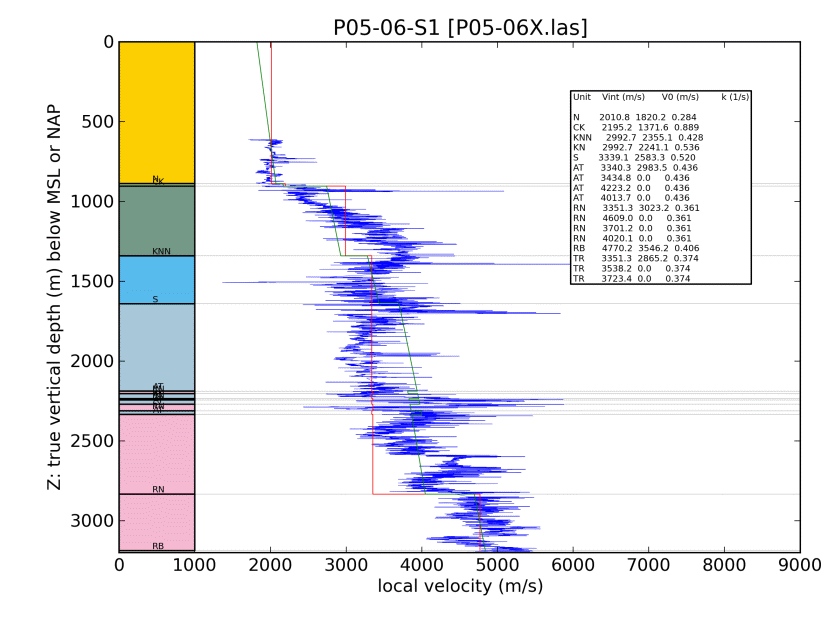 P05-06-S1 [P05-06X.las]
Unit Vint (m/s) V0 (m/s) k (1/s)
N 2010.8 1820.2 0.284
CK 2195.2 1371.6 0.889
KNN 2992.7 2355.1 0.428
KN 2992.7 2241.1 0.536
S 3339.1 2583.3 0.520
AT 3340.3 2983.5 0.436
AT 3434.8 0.0 0.436
AT 4223.2 0.0 0.436
AT 4013.7 0.0 0.436
RN 3351.3 3023.2 0.361
RN 4609.0 0.0 0.361
RN 3701.2 0.0 0.361
RN 4020.1 0.0 0.361
RB 4770.2 3546.2 0.406
TR 3351.3 2865.2 0.374
TR 3538.2 0.0 0.374
TR 3723.4 0.0 0.374
Z: true vertical depth (m) below MSL or NAP
0
500
1000
1500
2000
2500
3000
N
CK
KNN
S
AT
RN
RB
0 1000 2000 3000 4000 5000 6000 7000 8000 9000
local velocity (m/s)